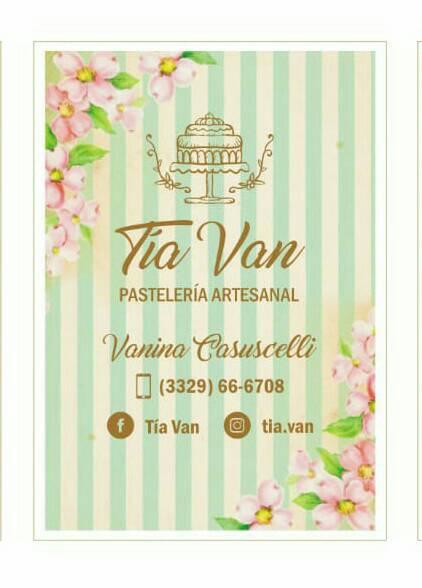 Tía Van
PASTELERÍA ARTESANAL
Vanina Casuscelli
(3329) 66-6708
Tía Van tia.van